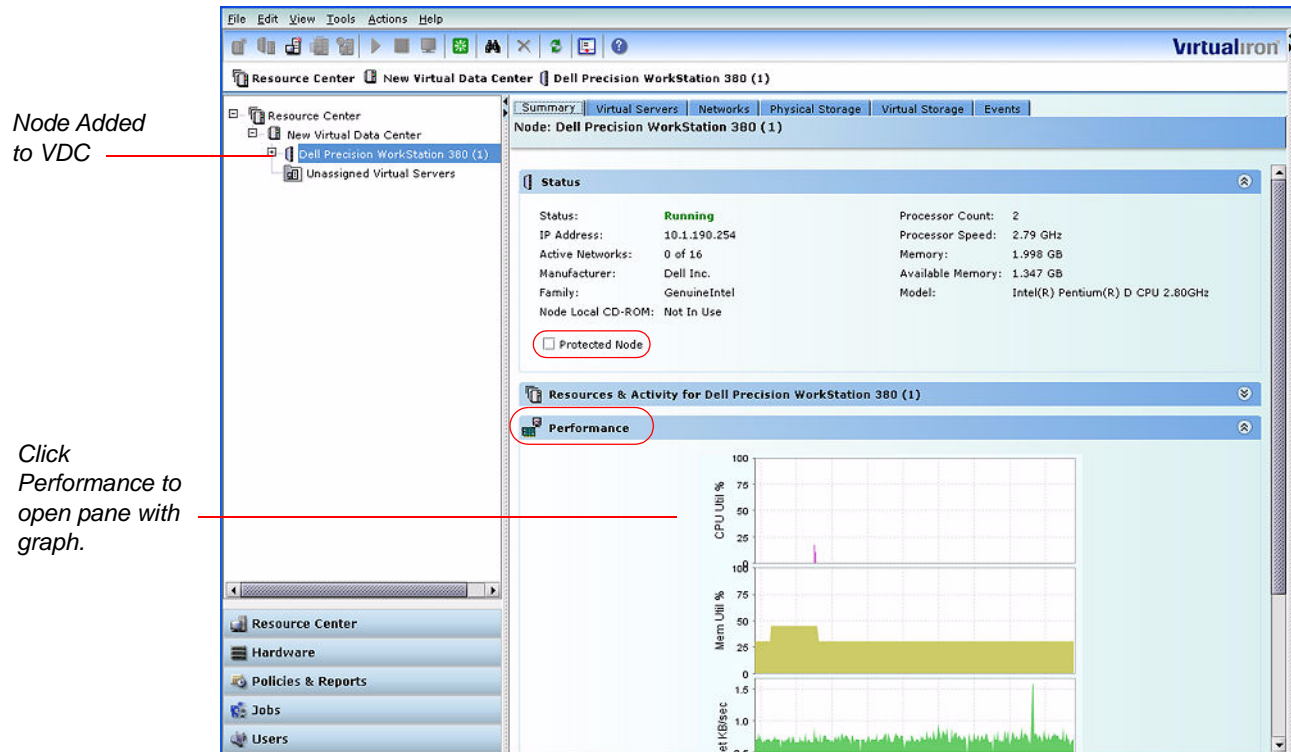 File Edit View Tools Actions Help
Virtualiron
Resource Center New Virtual Data Center Dell Precision WorkStation 380 (1)
Node Added
to VDC
Resource Center
New Virtual Data Center
Dell Precision WorkStation 380 (1)
Unassigned Virtual Servers
Summary Virtual Servers Networks Physical Storage Virtual Storage Events
Node: Dell Precision WorkStation 380 (1)
Status
Status: Running Processor Count: 2
IP Address: 10.1.190.254 Processor Speed: 2.79 GHz
Active Networks: 0 of 16 Memory: 1.998 GB
Manufacturer: Dell Inc. Available Memory: 1.347 GB
Family: GenuineIntel Model: Intel(R) Pentium(R) D CPU 2.80GHz
Node Local CD-ROM: Not In Use
Protected Node
Resources & Activity for Dell Precision WorkStation 380 (1)
Performance
Click
Performance to
open pane with
graph.
CPU Util %
100
75
50
25
0
Mem Util %
100
75
50
25
0
KB/sec
1.5
1.0
Resource Center
Hardware
Policies & Reports
Jobs
Users